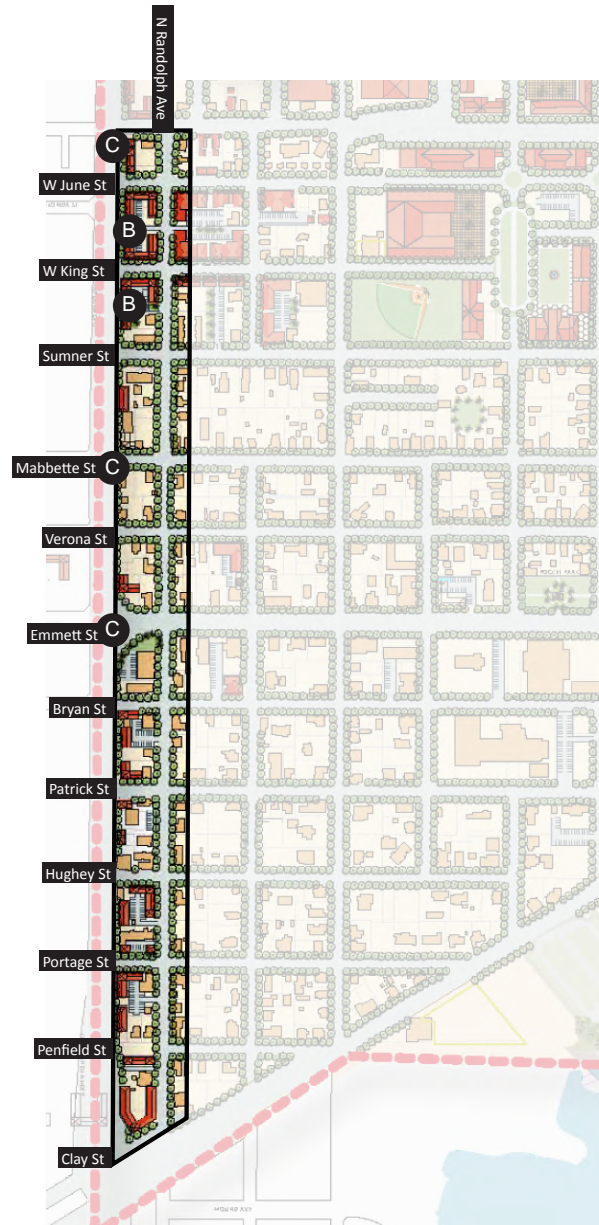 N Randolph Ave
C
W June St
B
W King St
B
Sumner St
Mabbette St
C
Verona St
Emmett St
C
Bryan St
Patrick St
Hughey St
Portage St
Penfield St
Clay St